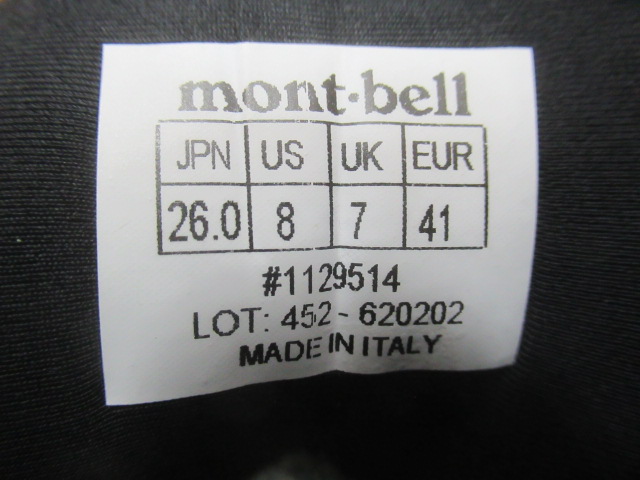 mont·bell
JPN US UK EUR
26.0 8 7 41
#1129514
LOT: 452-620202
MADE IN ITALY